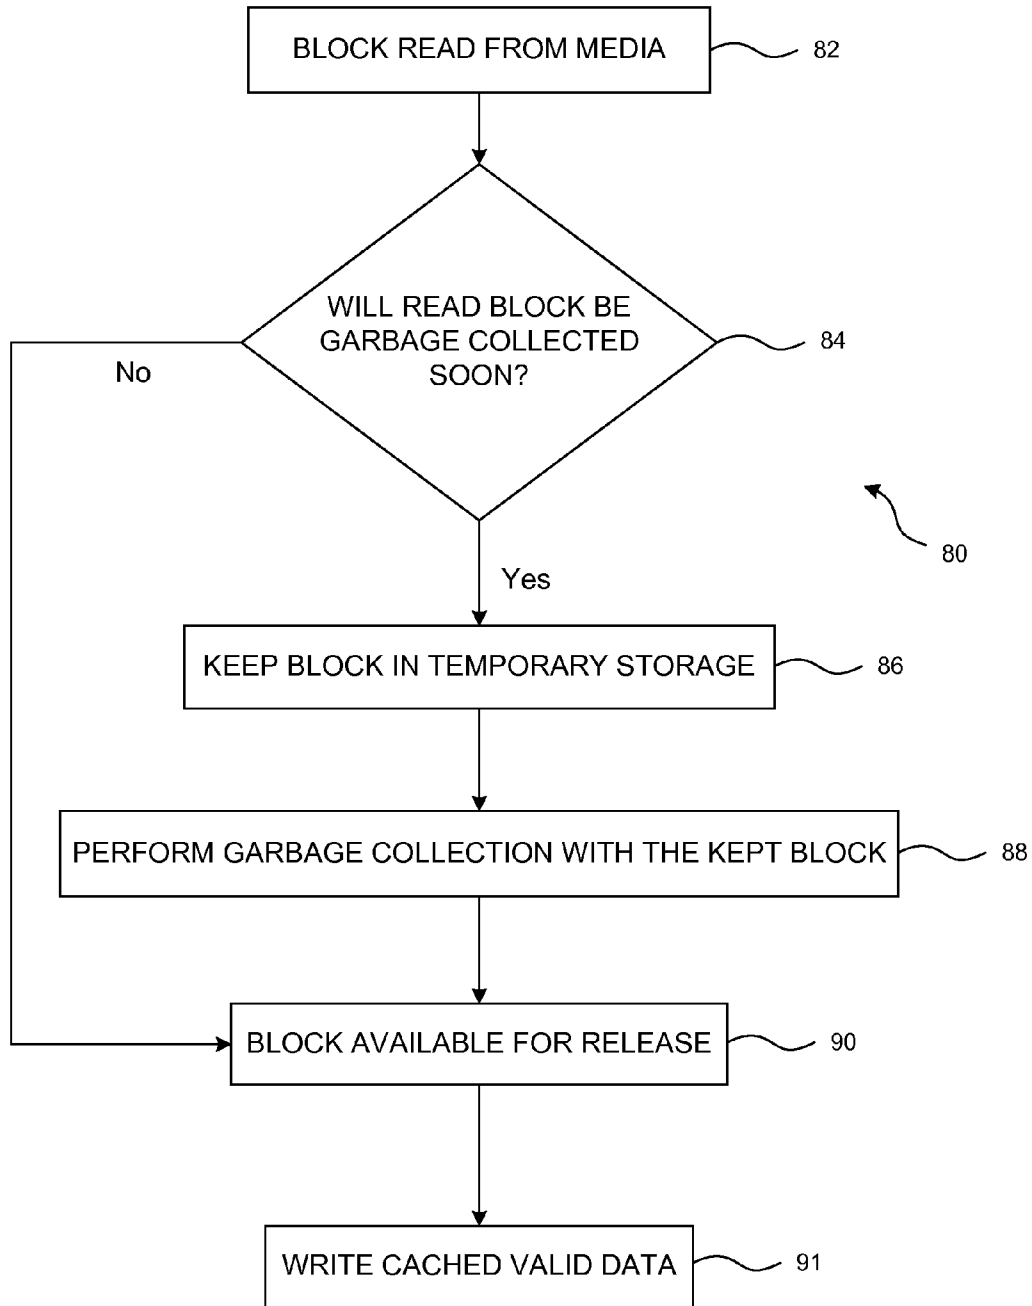 BLOCK READ FROM MEDIA
82
WILL READ BLOCK BE
GARBAGE COLLECTED
SOON?
84
No
80
Yes
KEEP BLOCK IN TEMPORARY STORAGE
86
PERFORM GARBAGE COLLECTION WITH THE KEPT BLOCK
88
BLOCK AVAILABLE FOR RELEASE
90
WRITE CACHED VALID DATA
91